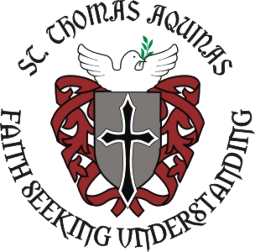 ST. THOMAS AQUINAS
FAITH SEEKING UNDERSTANDING